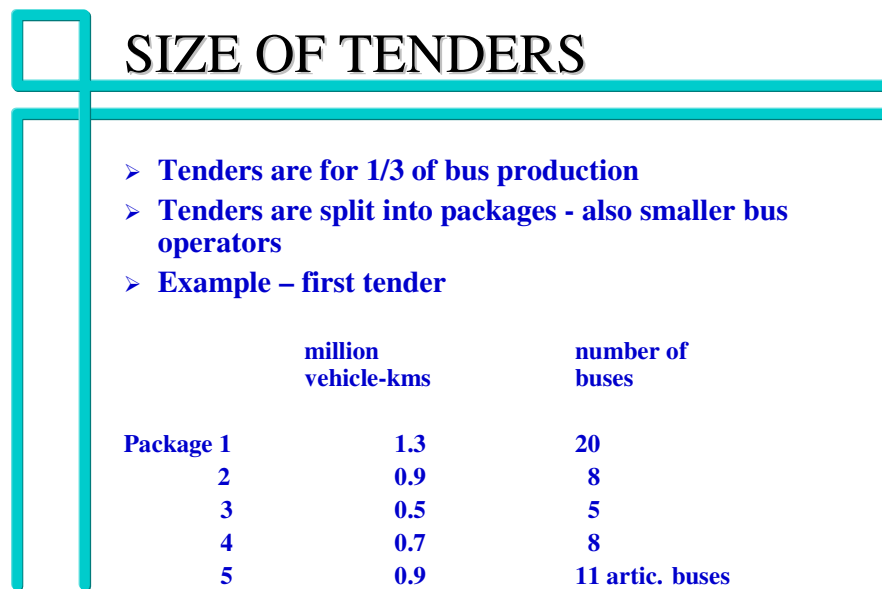 SIZE OF TENDERS
➢ Tenders are for 1/3 of bus production
➢ Tenders are split into packages - also smaller bus
operators
➢ Example – first tender
million number of
vehicle-kms buses
Package 1 1.3 20
2 0.9 8
3 0.5 5
4 0.7 8
5 0.9 11 artic. buses